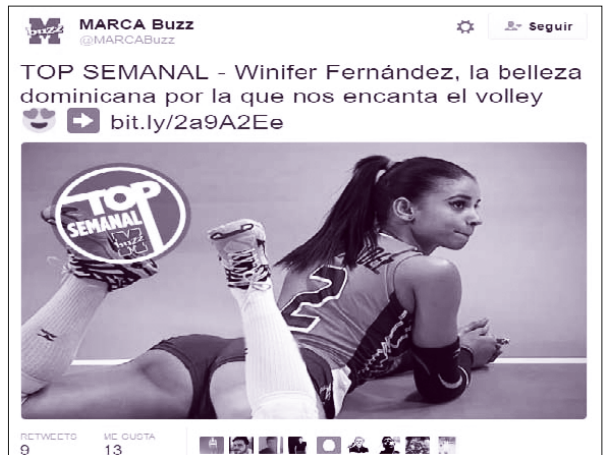 buzz
MARCA Buzz
@MARCABuzz
Seguir
TOP SEMANAL - Winifer Fernández, la belleza
dominicana por la que nos encanta el volley
bit.ly/2a9A2Ee
TOP
SEMANAL
buzz
2
RETWEETS
9
ME GUSTA
13